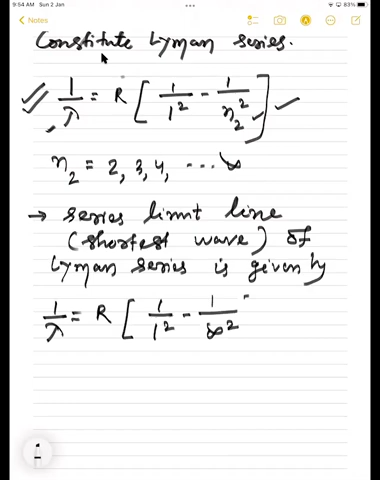 9:54 AM Sun 2 Jan
83%
Notes
Constitute Lyman series.
1/λ = R [ 1/1² - 1/n₂² ]
n₂ = 2, 3, 4, ... ∞
→ series limit line
(shortest wave) of
Lyman series is given by
1/λ = R [ 1/1² - 1/∞²